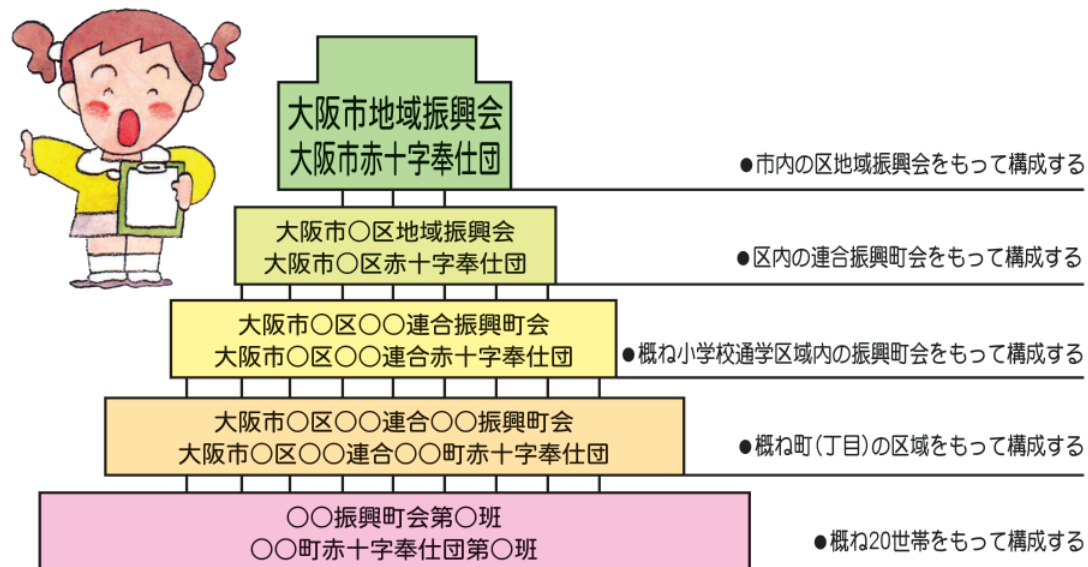 大阪市地域振興会
大阪市赤十字奉仕団
●市内の区地域振興会をもって構成する
大阪市〇区地域振興会
大阪市〇区赤十字奉仕団
●区内の連合振興町会をもって構成する
大阪市〇区〇〇連合振興町会
大阪市〇区〇〇連合赤十字奉仕団
●概ね小学校通学区域内の振興町会をもって構成する
大阪市〇区〇〇連合〇〇振興町会
大阪市〇区〇〇連合〇〇町赤十字奉仕団
●概ね町(丁目)の区域をもって構成する
〇〇振興町会第〇班
〇〇町赤十字奉仕団第〇班
●概ね20世帯をもって構成する